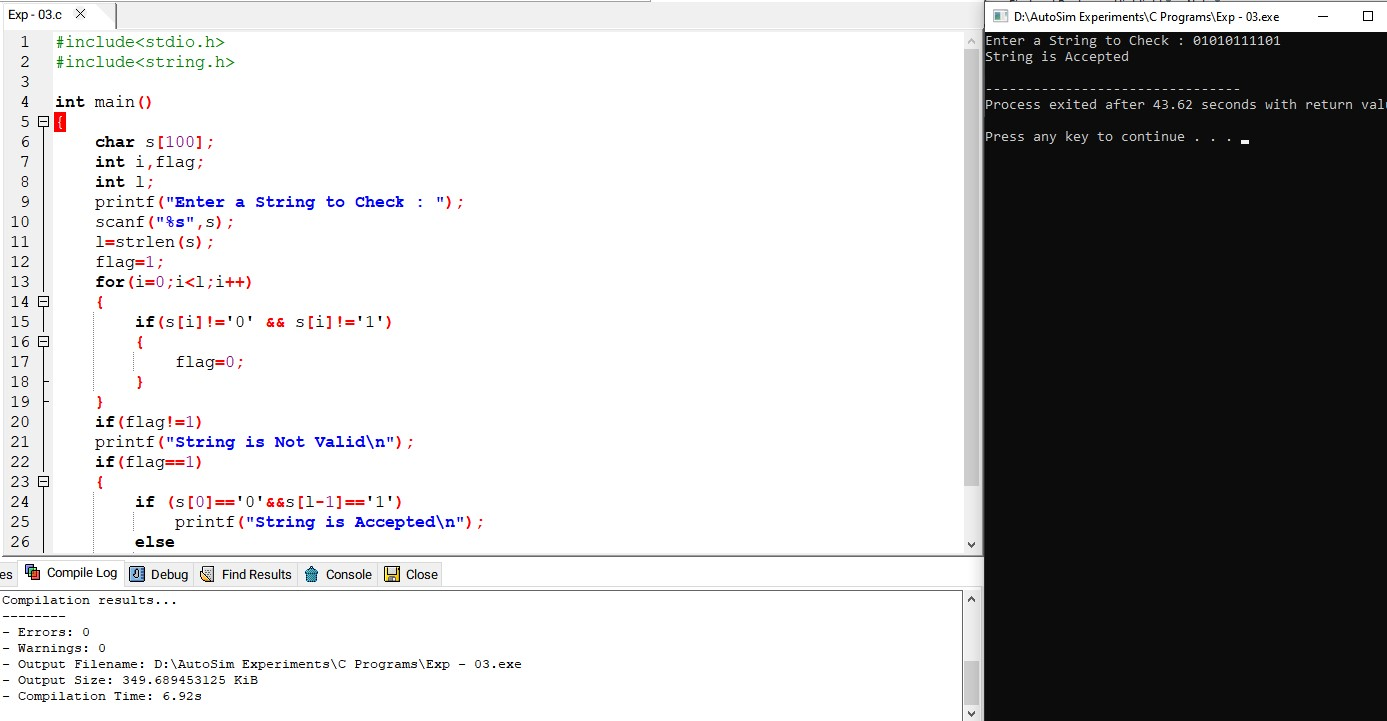 Exp - 03.c
1 #include<stdio.h>
2 #include<string.h>
3
4 int main()
5 {
6 char s[100];
7 int i,flag;
8 int l;
9 printf("Enter a String to Check : ");
10 scanf("%s",s);
11 l=strlen(s);
12 flag=1;
13 for(i=0;i<l;i++)
14 {
15 if(s[i]!='0' && s[i]!='1')
16 {
17 flag=0;
18 }
19 }
20 if(flag!=1)
21 printf("String is Not Valid\n");
22 if(flag==1)
23 {
24 if (s[0]=='0'&&s[l-1]=='1')
25 printf("String is Accepted\n");
26 else
es Compile Log Debug Find Results Console Close
Compilation results...
--------
- Errors: 0
- Warnings: 0
- Output Filename: D:\AutoSim Experiments\C Programs\Exp - 03.exe
- Output Size: 349.689453125 KiB
- Compilation Time: 6.92s
D:\AutoSim Experiments\C Programs\Exp - 03.exe
Enter a String to Check : 01010111101
String is Accepted
--------------------------------
Process exited after 43.62 seconds with return val
Press any key to continue . . .